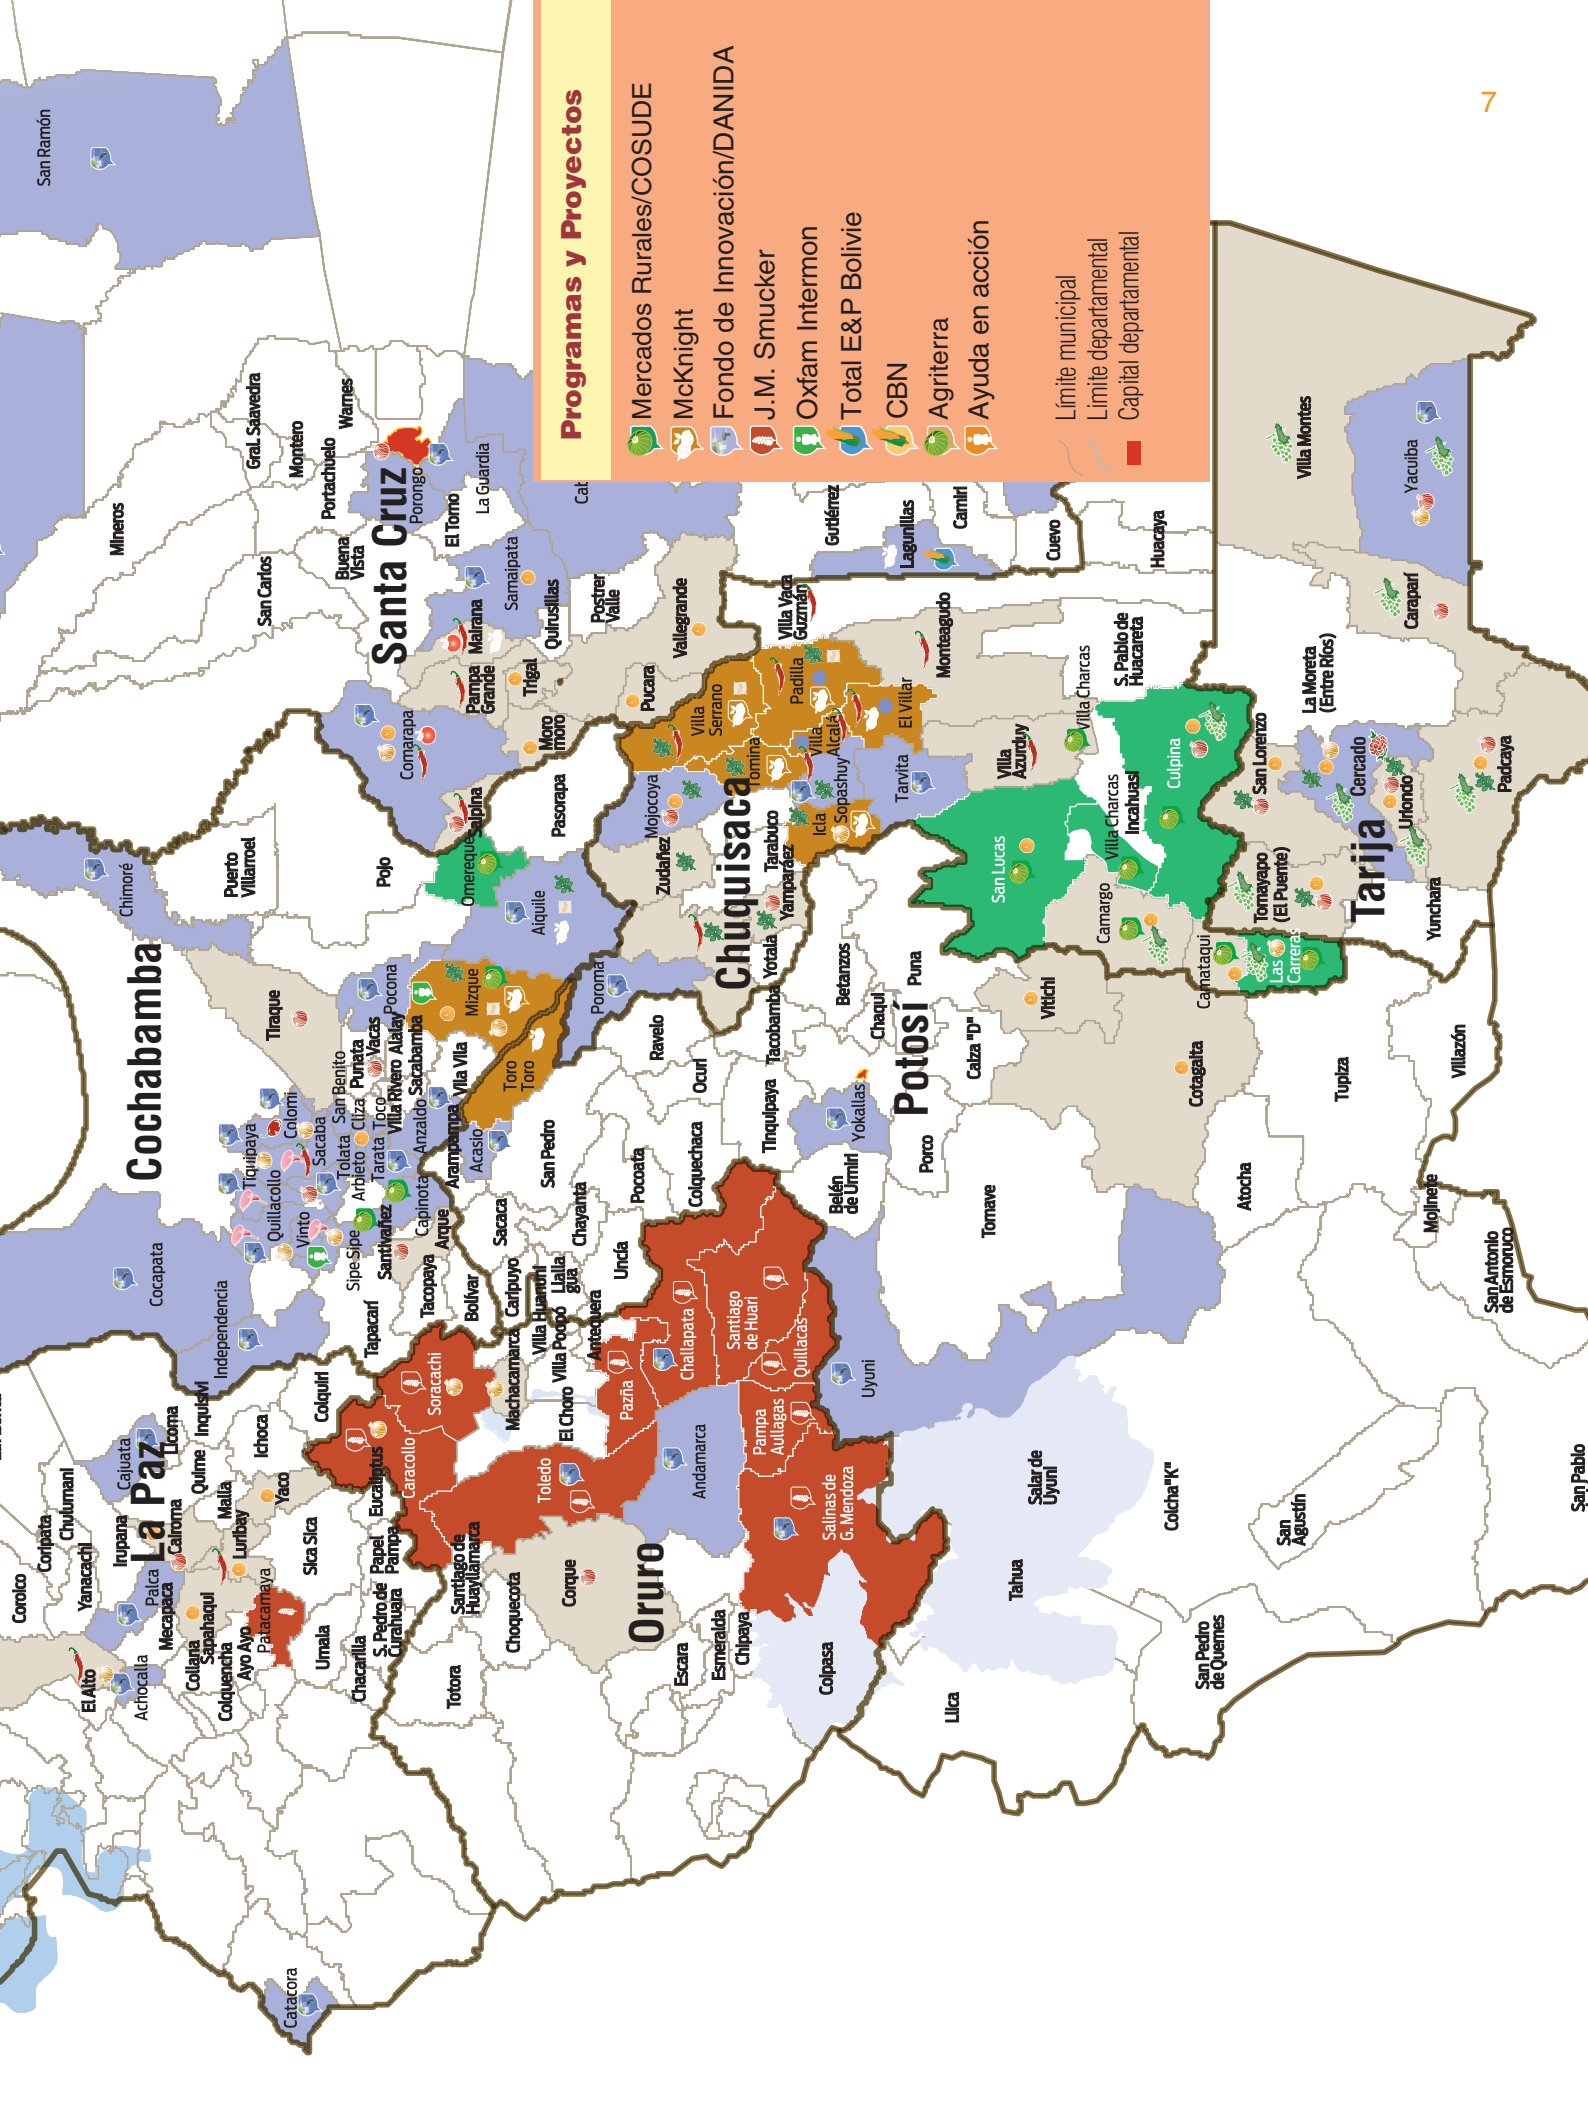 Programas y Proyectos
Mercados Rurales/COSUDE
McKnight
Fondo de Innovación/DANIDA
J.M. Smucker
Oxfam Intermon
Total E&P Bolivie
CBN
Agriterra
Ayuda en acción
Límite municipal
Limite departamental
Capital departamental
7
La Paz
Coroico
Coripata
Chulumani
Yanacachi
Irupana
Cajuata
Licoma
Inquisivi
Quime
Cairoma
Palca
Mecapaca
El Alto
Achocalla
Malla
Luribay
Yaco
Ichoca
Colquiri
Sapahaqui
Collana
Colquencha
Ayo Ayo
Patacamaya
Sica Sica
Umala
Chacarilla
Papel
Pampa
S. Pedro de
Curahuara
Catacora
Cochabamba
Cocapata
Independencia
Chimoré
Puerto
Villarroel
Pojo
Tiraque
Pocona
Omereque
Pasorapa
Aiquile
Mizque
Tiquipaya
Colomi
Sacaba
Quillacollo
Vinto
Sipe Sipe
Santivañez
Capinota
Arque
Tacopaya
Bolívar
Tapacarí
San Benito
Tolata
Cliza
Punata
Vacas
Arbieto
Tarata
Toco
Villa Rivero
Alalay
Sacabamba
Anzaldo
Vila Vila
Santa Cruz
San Ramón
Mineros
Gral. Saavedra
Montero
Portachuelo
Warnes
San Carlos
Buena
Vista
Porongo
El Torno
La Guardia
Cab
Samaipata
Mairana
Quirusillas
Pampa
Grande
Trigal
Postrer
Valle
Vallegrande
Pucara
Moro
moro
Comarapa
Saipina
Gutiérrez
Lagunillas
Camiri
Cuevo
Oruro
Soracachi
Caracollo
Eucaliptus
Machacamarca
Villa Huanuni
Villa Poopó
Antequera
El Choro
Pazña
Challapata
Santiago
de Huari
Quillacas
Pampa
Aullagas
Toledo
Andamarca
Salinas de
G. Mendoza
Santiago de
Huayllamarca
Choquecota
Corque
Totora
Escara
Esmeralda
Chipaya
Coipasa
Potosí
Arampampa
Acasio
Toro
Toro
San Pedro
Sacaca
Caripuyo
Chayanta
Llalla
gua
Uncía
Pocoata
Colquechaca
Ravelo
Ocurí
Tinquipaya
Tacobamba
Betanzos
Chaqui
Puna
Yokallas
Belén
de Urmiri
Porco
Caiza "D"
Vitichi
Tomave
Cotagaita
Uyuni
Salar de
Uyuni
Tahua
Llica
Colcha"K"
San
Agustín
San Pedro
de Quemes
San Pablo
Atocha
Tupiza
Villazón
Mojinete
San Antonio
de Esmoruco
Chuquisaca
Poroma
Mojocoya
Zudañez
Tarabuco
Yamparáez
Yotala
Icla
Sopashuy
Tomina
Villa
Serrano
Padilla
Villa
Alcalá
El Villar
Tarvita
Villa
Azurduy
Villa Vaca
Guzmán
Monteagudo
S. Pablo de
Huacareta
Huacaya
Villa Charcas
Villa Charcas
Incahuasi
San Lucas
Camargo
Culpina
Camataqui
Las
Carreras
Tarija
Villa Montes
Yacuiba
Caraparí
La Moreta
(Entre Ríos)
San Lorenzo
Cercado
Uriondo
Padcaya
Tomayapo
(El Puente)
Yunchara